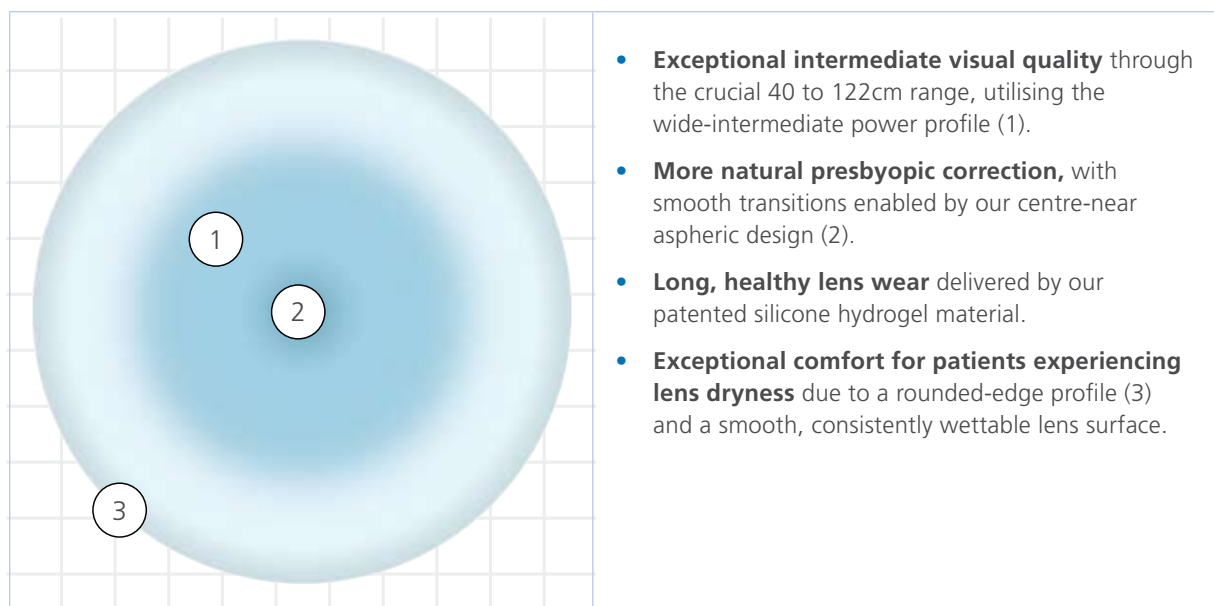 1
2
3
• Exceptional intermediate visual quality through
the crucial 40 to 122cm range, utilising the
wide-intermediate power profile (1).
• More natural presbyopic correction, with
smooth transitions enabled by our centre-near
aspheric design (2).
• Long, healthy lens wear delivered by our
patented silicone hydrogel material.
• Exceptional comfort for patients experiencing
lens dryness due to a rounded-edge profile (3)
and a smooth, consistently wettable lens surface.